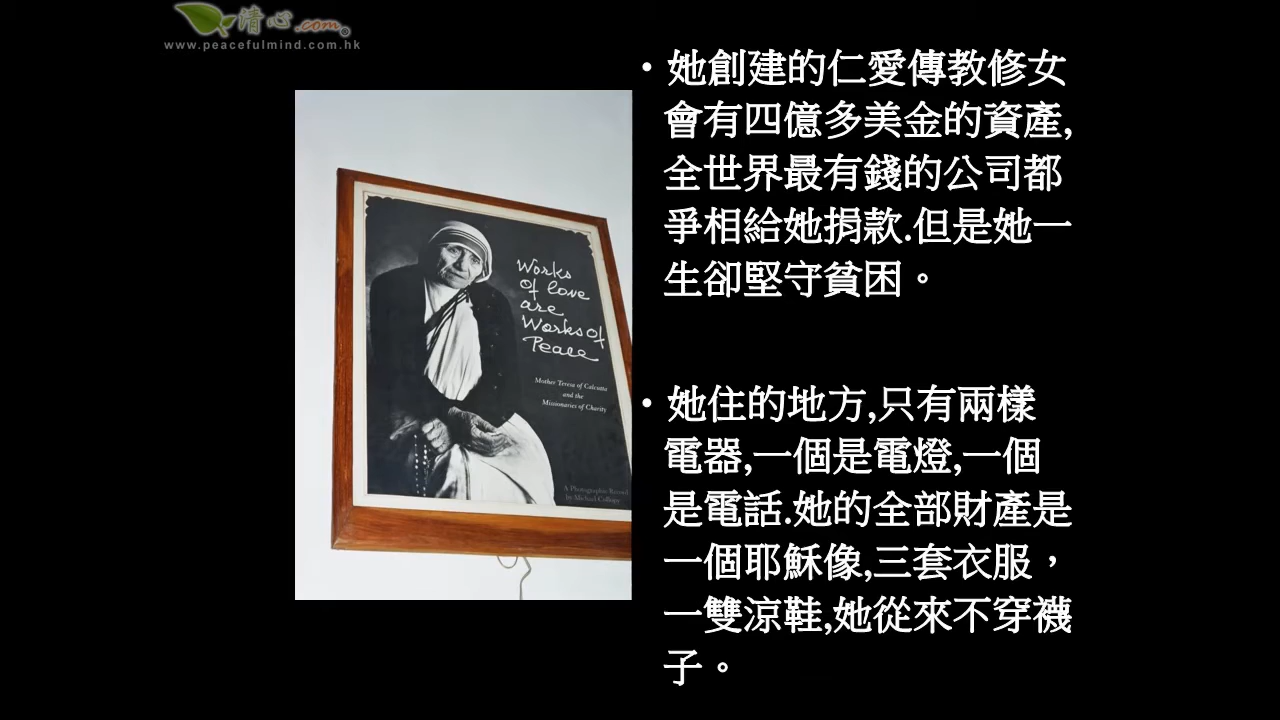 清心.com
www.peacefulmind.com.hk
•她創建的仁愛傳教修女
會有四億多美金的資產,
全世界最有錢的公司都
爭相給她捐款.但是她一
生卻堅守貧困。
•她住的地方,只有兩樣
電器,一個是電燈,一個
是電話.她的全部財產是
一個耶穌像,三套衣服，
一雙涼鞋,她從來不穿襪
子。
Works
of love
are
Works of
Peace
Mother Teresa of Calcutta
and the
Missionaries of Charity
A Photographic Record
by Michael Collopy